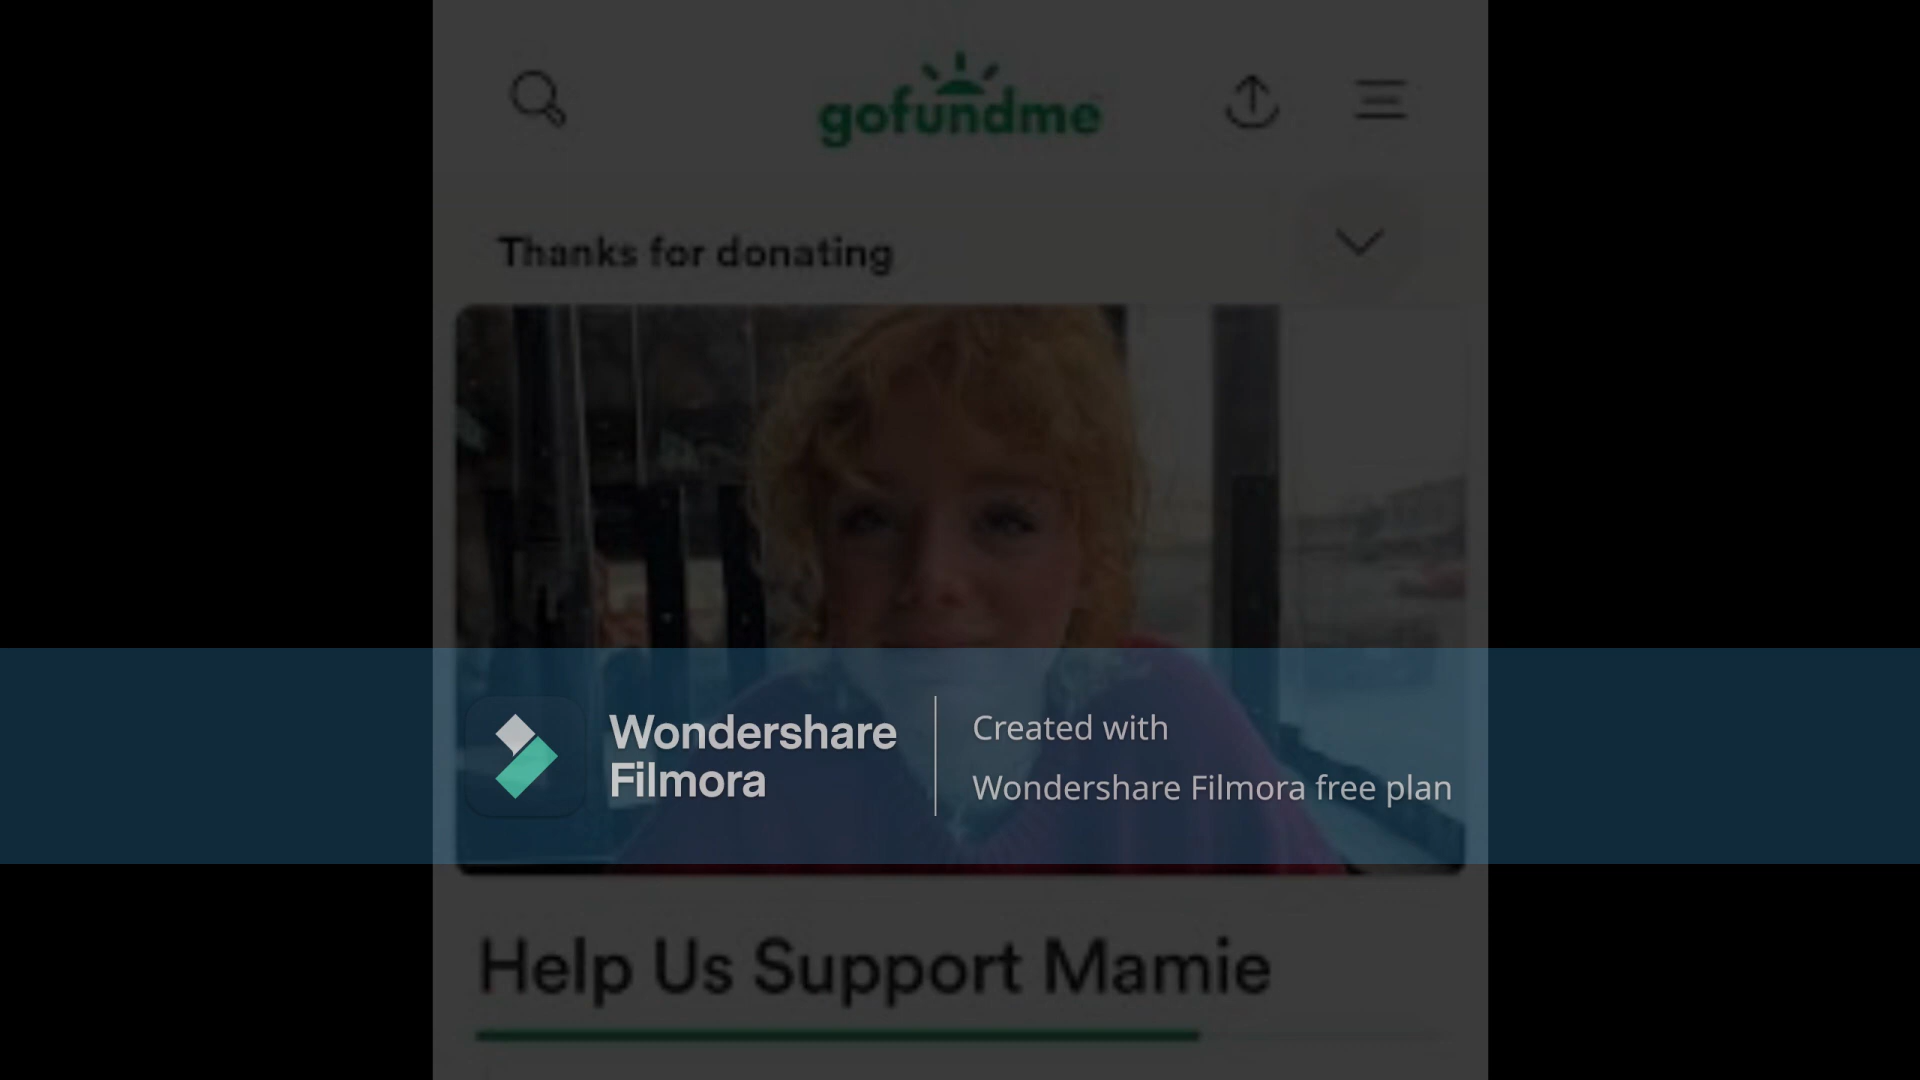 gofundme
Thanks for donating
Wondershare
Filmora
Created with
Wondershare Filmora free plan
Help Us Support Mamie